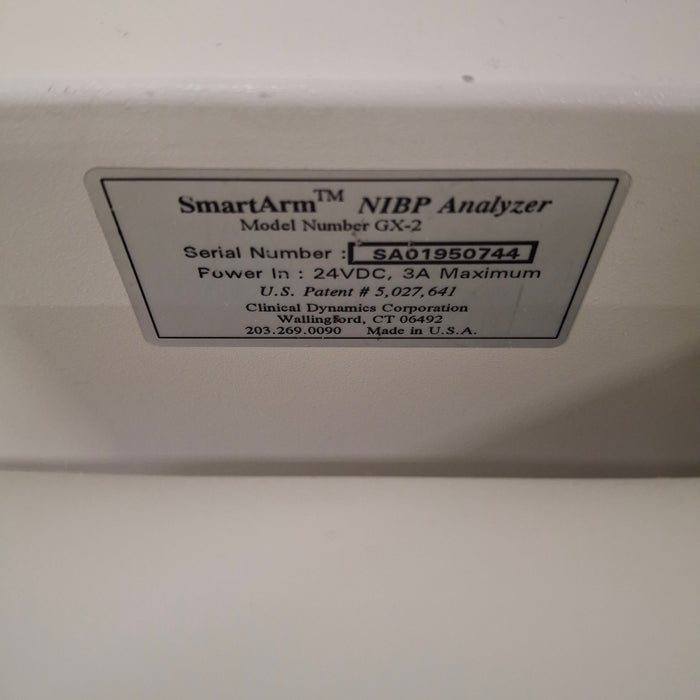 SmartArm™ NIBP Analyzer
Model Number GX-2
Serial Number : SA01950744
Power In : 24VDC, 3A Maximum
U.S. Patent # 5,027,641
Clinical Dynamics Corporation
Wallingford, CT 06492
203.269.0090 Made in U.S.A.